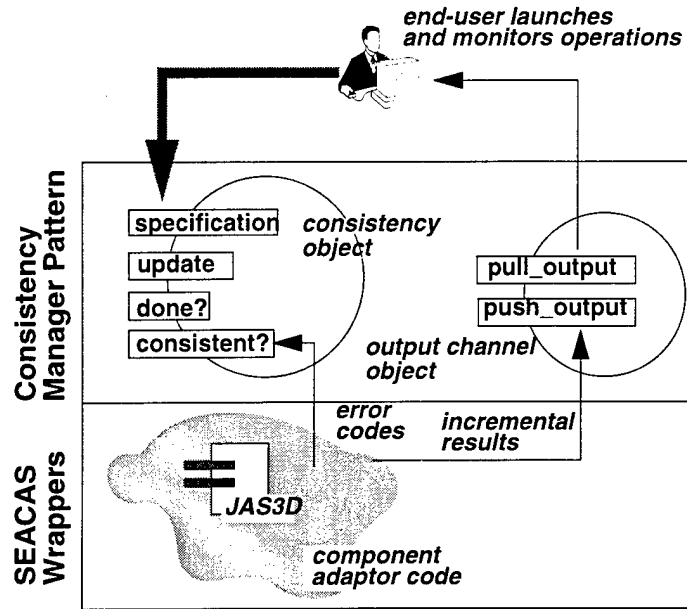 end-user launches
and monitors operations
Consistency
Manager Pattern
specification
update
done?
consistent?
consistency
object
pull_output
push_output
output channel
object
error
codes
incremental
results
SEACAS
Wrappers
JAS3D
component
adaptor code